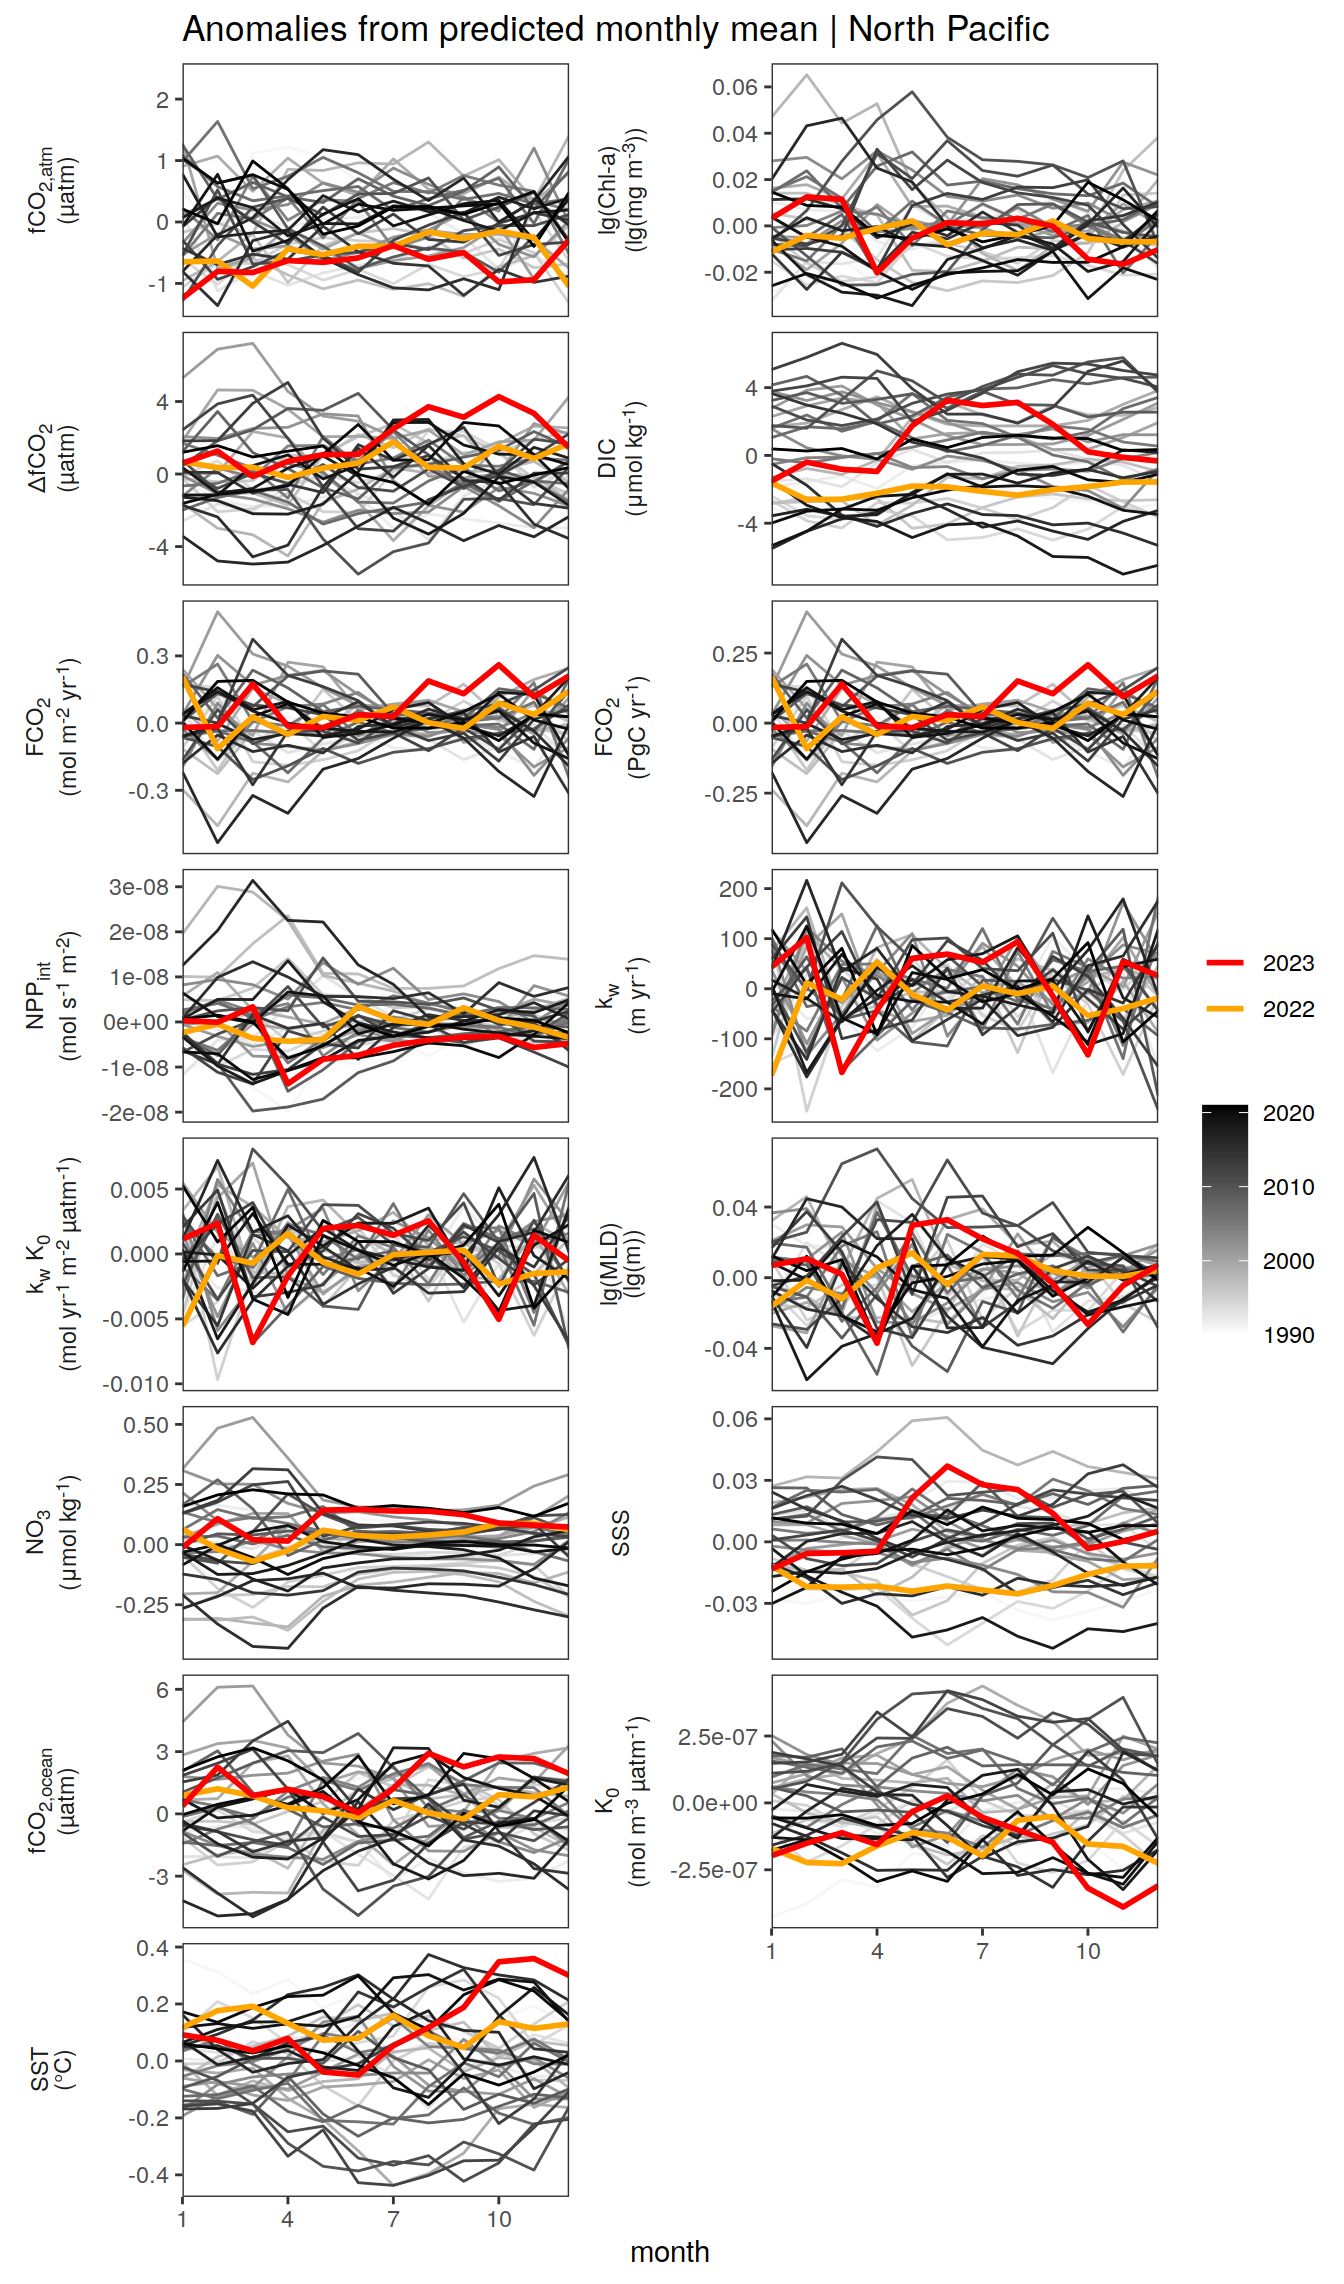 Anomalies from predicted monthly mean | North Pacific
fCO2,atm
(µatm)
2
1
0
-1
lg(Chl-a)
(lg(mg m-3))
0.06
0.04
0.02
0.00
-0.02
ΔfCO2
(µatm)
4
0
-4
DIC
(µmol kg-1)
4
0
-4
FCO2
(mol m-2 yr-1)
0.3
0.0
-0.3
FCO2
(PgC yr-1)
0.25
0.00
-0.25
NPPint
(mol s-1 m-2)
3e-08
2e-08
1e-08
0e+00
-1e-08
-2e-08
kw
(m yr-1)
200
100
0
-100
-200
kw K0
(mol yr-1 m-2 µatm-1)
0.005
0.000
-0.005
-0.010
lg(MLD)
(lg(m))
0.04
0.00
-0.04
NO3
(µmol kg-1)
0.50
0.25
0.00
-0.25
SSS
0.06
0.03
0.00
-0.03
fCO2,ocean
(µatm)
6
3
0
-3
K0
(mol m-3 µatm-1)
2.5e-07
0.0e+00
-2.5e-07
1 4 7 10
SST
(°C)
0.4
0.2
0.0
-0.2
-0.4
1 4 7 10
month
2023
2022
2020
2010
2000
1990